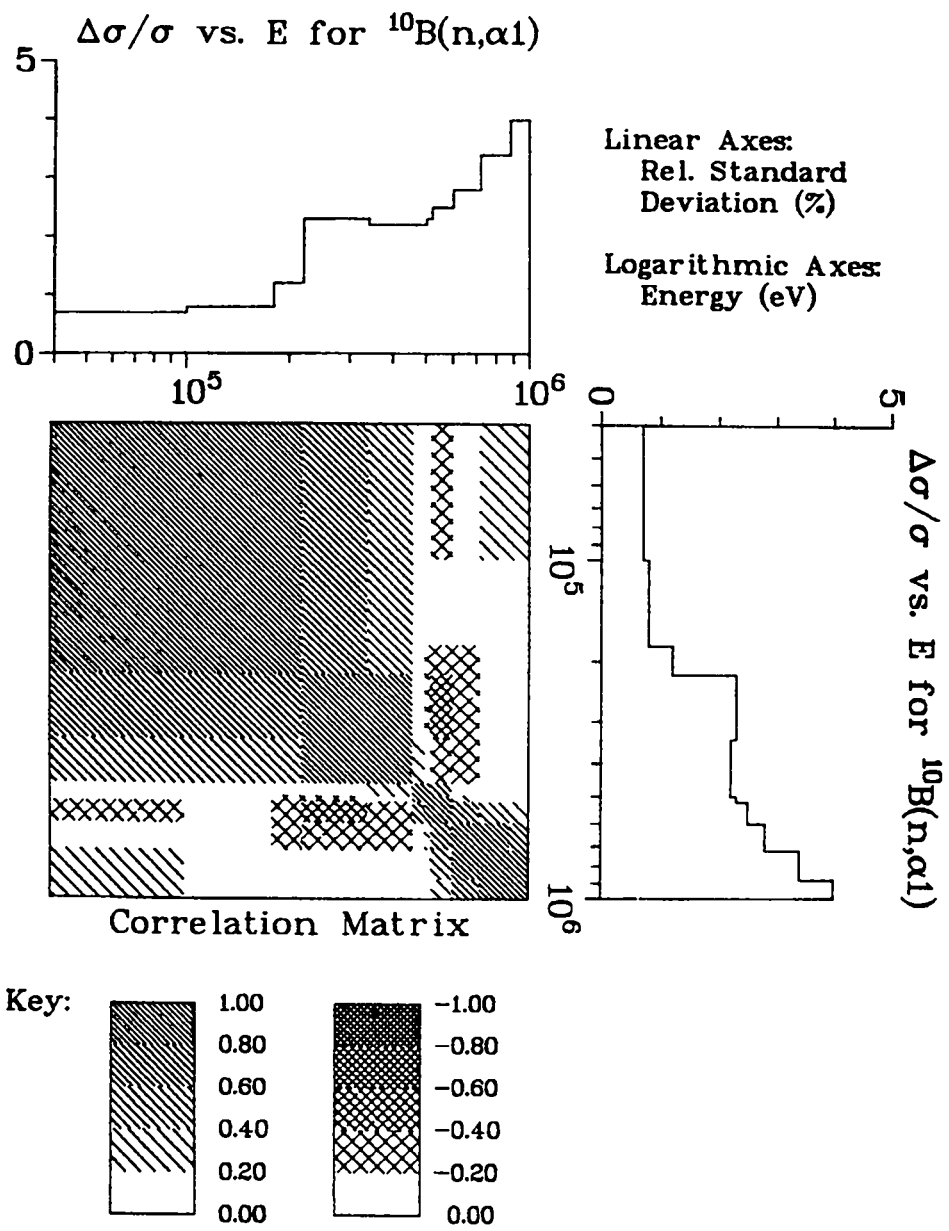 Δσ/σ vs. E for ¹⁰B(n,α1)
5
0
10⁵
10⁶
Linear Axes:
Rel. Standard
Deviation (%)
Logarithmic Axes:
Energy (eV)
0
5
10⁵
10⁶
Δσ/σ vs. E for ¹⁰B(n,α1)
Correlation Matrix
Key:
1.00
0.80
0.60
0.40
0.20
0.00
-1.00
-0.80
-0.60
-0.40
-0.20
0.00